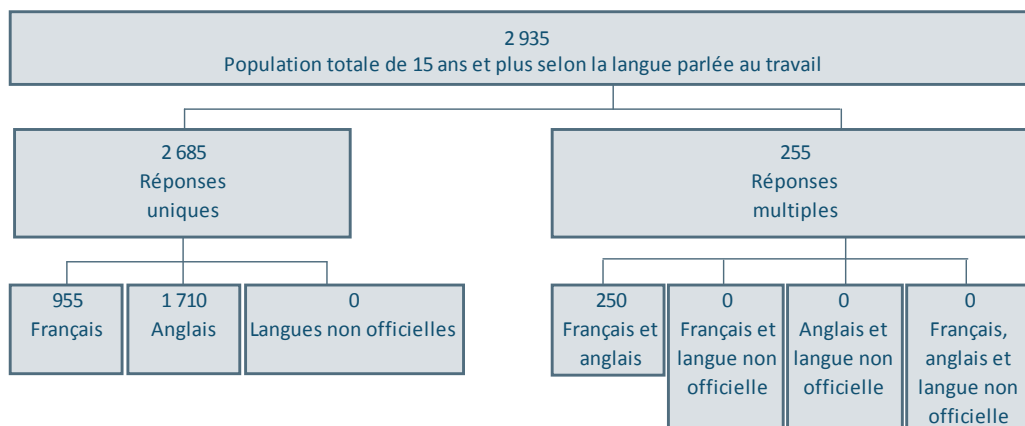 2 935
Population totale de 15 ans et plus selon la langue parlée au travail
2 685
Réponses
uniques
255
Réponses
multiples
955
Français
1 710
Anglais
0
Langues non officielles
250
Français et
anglais
0
Français et
langue non
officielle
0
Anglais et
langue non
officielle
0
Français,
anglais et
langue non
officielle